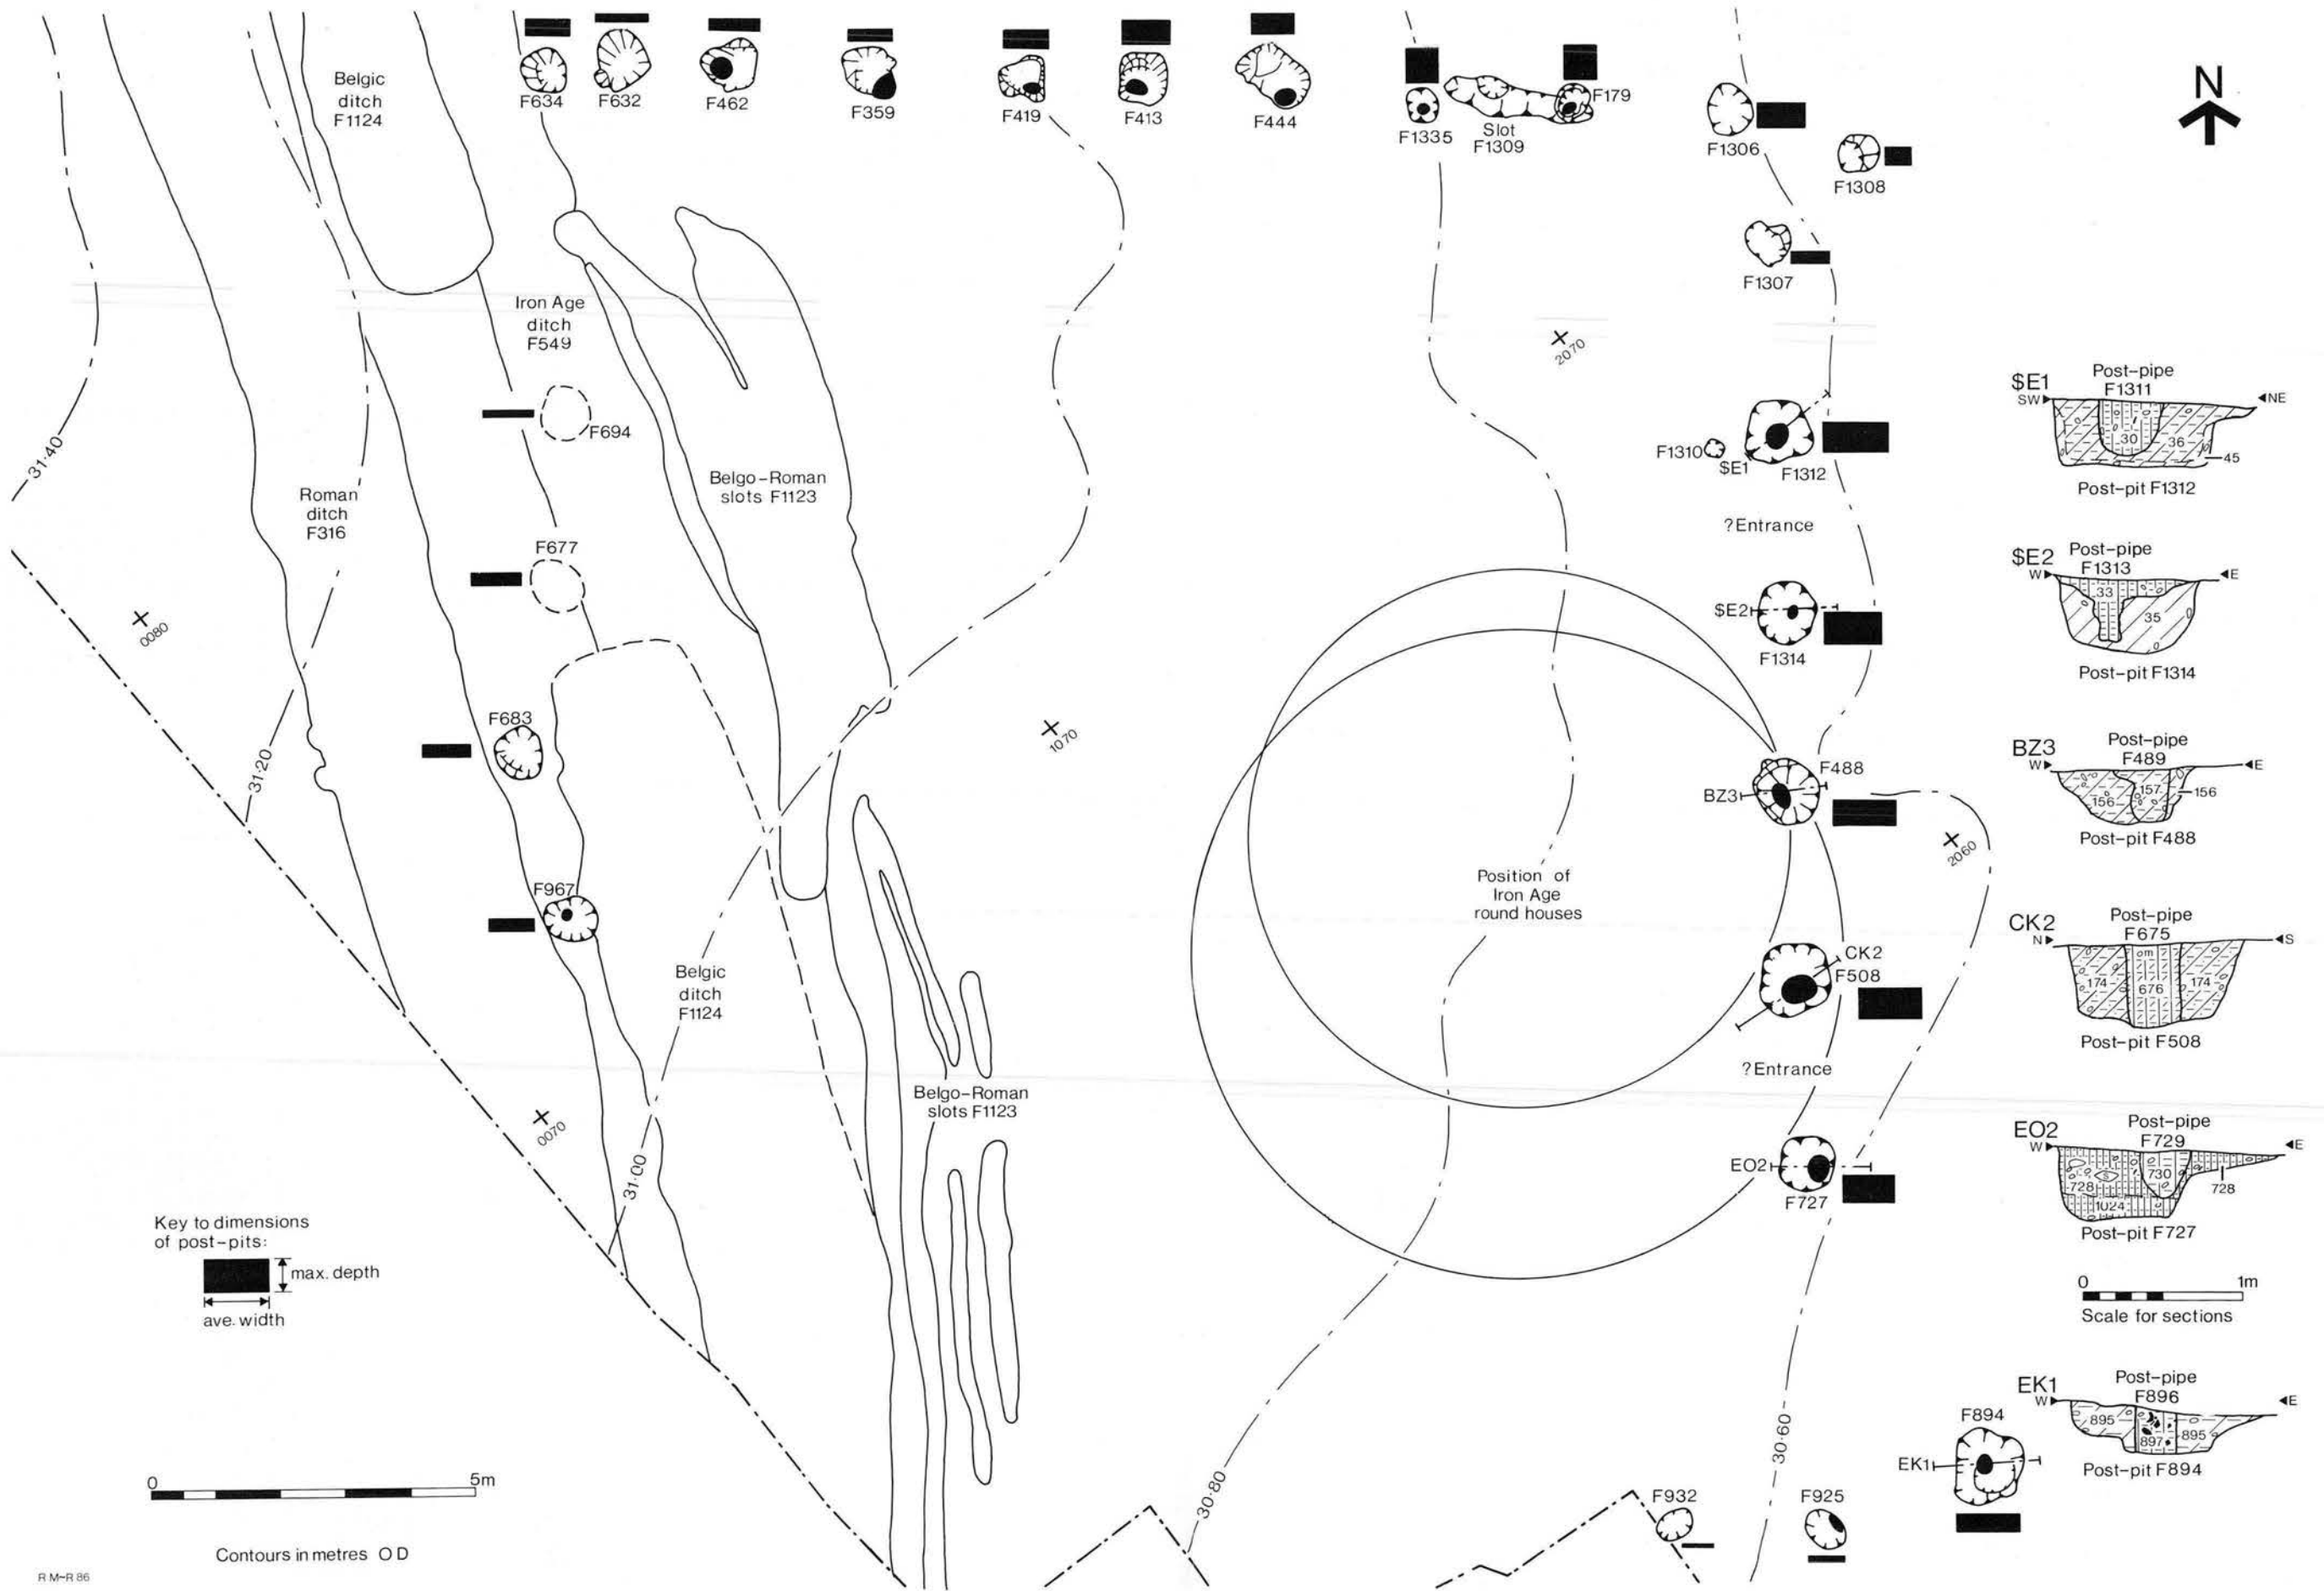 Belgic
ditch
F1124
F634
F632
F462
F359
F419
F413
F444
F1335
Slot
F1309
F179
F1306
F1308
F1307
N
Iron Age
ditch
F549
F694
31·40
Roman
ditch
F316
Belgo-Roman
slots F1123
2070
F1310
$E1
F1312
?Entrance
$E1
SW
Post-pipe
F1311
NE
30
36
45
Post-pit F1312
F677
0080
$E2
F1314
$E2
W
Post-pipe
F1313
E
33
35
Post-pit F1314
F683
31·20
1070
F488
BZ3
2060
BZ3
W
Post-pipe
F489
E
156
157
156
Post-pit F488
F967
Belgic
ditch
F1124
Position of
Iron Age
round houses
CK2
F508
?Entrance
CK2
N
Post-pipe
F675
S
om
174
676
174
Post-pit F508
0070
31·00
Belgo-Roman
slots F1123
EO2
F727
EO2
W
Post-pipe
F729
E
728
730
728
1024
Post-pit F727
Key to dimensions
of post-pits:
max. depth
ave. width
0
1m
Scale for sections
0
5m
Contours in metres OD
R M-R 86
30·80
30·60
F932
F925
F894
EK1
EK1
W
Post-pipe
F896
E
895
897
895
Post-pit F894